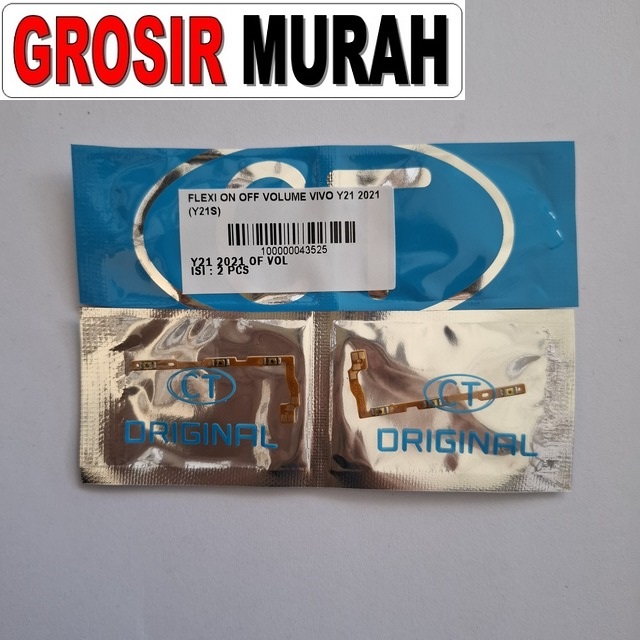 GROSIR MURAH
CT
FLEXI ON OFF VOLUME VIVO Y21 2021
(Y21S)
100000043525
Y21 2021 OF VOL
ISI : 2 PCS
CT
ORIGINAL
CT
ORIGINAL